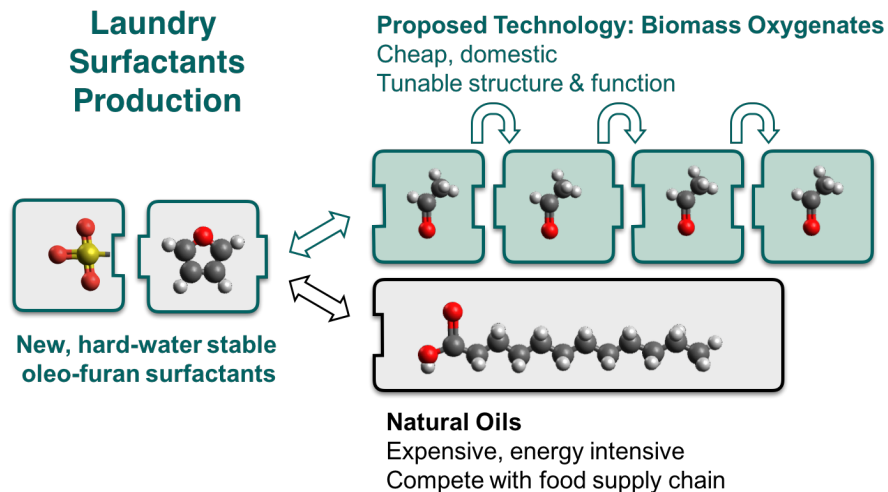 Laundry
Surfactants
Production
Proposed Technology: Biomass Oxygenates
Cheap, domestic
Tunable structure & function
New, hard-water stable
oleo-furan surfactants
Natural Oils
Expensive, energy intensive
Compete with food supply chain